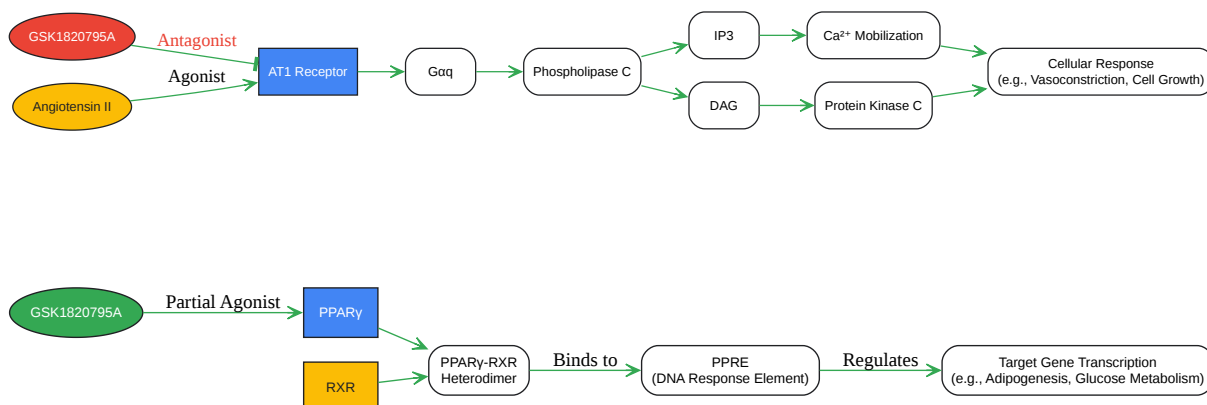 GSK1820795A
Antagonist
Agonist
Angiotensin II
AT1 Receptor
Gαq
Phospholipase C
IP3
DAG
Ca²⁺ Mobilization
Protein Kinase C
Cellular Response
(e.g., Vasoconstriction, Cell Growth)
GSK1820795A
Partial Agonist
PPARγ
RXR
PPARγ-RXR
Heterodimer
Binds to
PPRE
(DNA Response Element)
Regulates
Target Gene Transcription
(e.g., Adipogenesis, Glucose Metabolism)